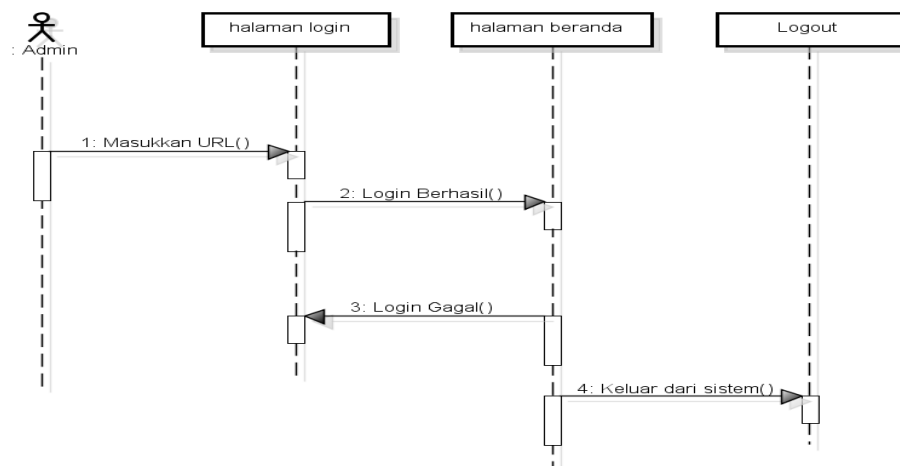 : Admin
halaman login
halaman beranda
Logout
1: Masukkan URL()
2: Login Berhasil()
3: Login Gagal()
4: Keluar dari sistem()